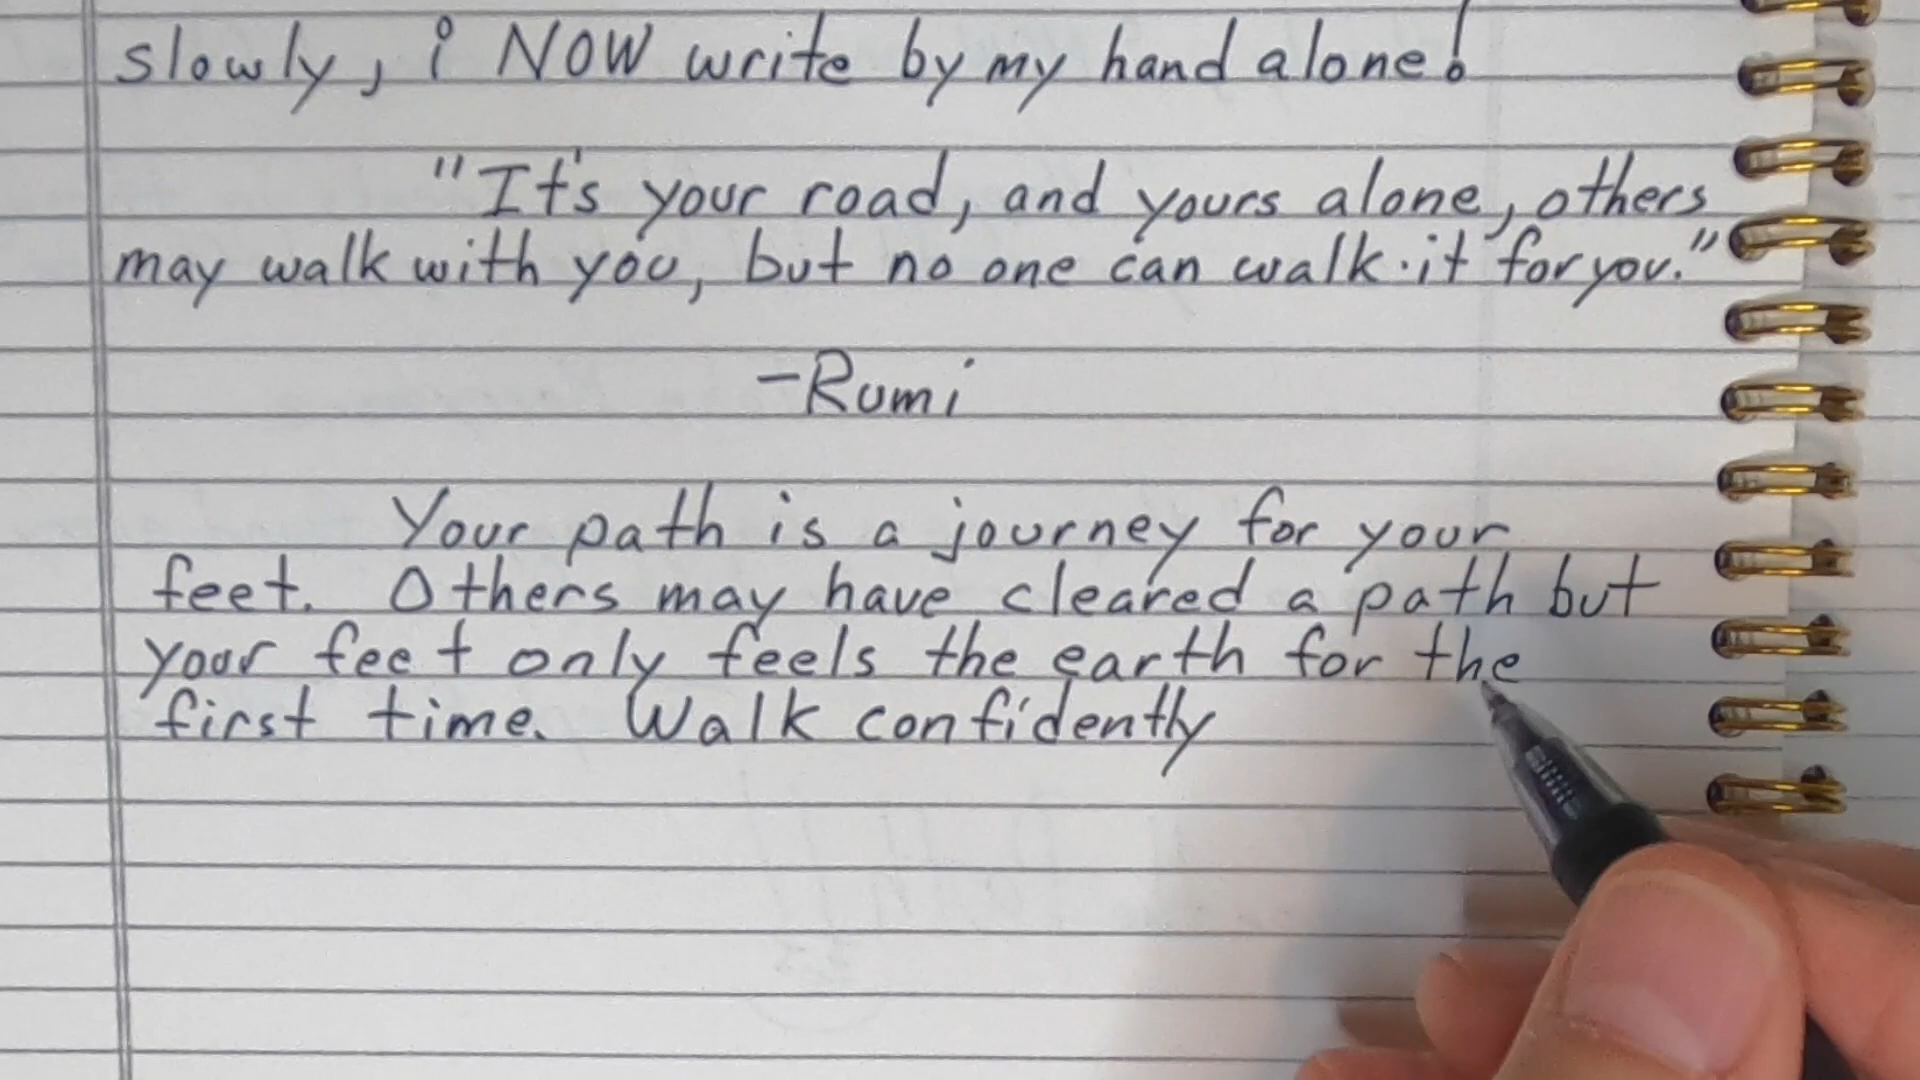 slowly, i NOW write by my hand alone!
"It's your road, and yours alone, others
may walk with you, but no one can walk it for you."
-Rumi
Your path is a journey for your
feet. Others may have cleared a path but
your feet only feels the earth for the
first time. Walk confidently